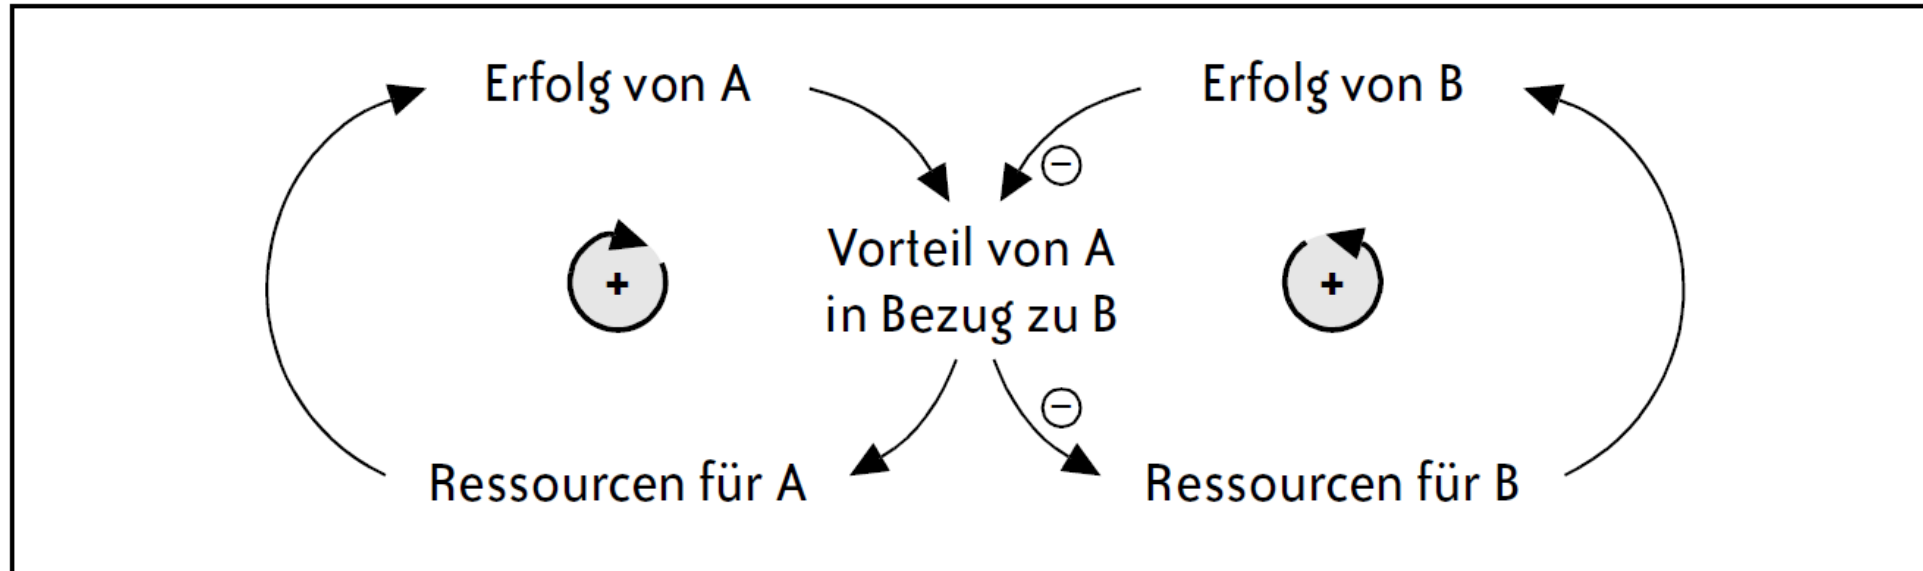 Erfolg von A
Erfolg von B
−
Vorteil von A
in Bezug zu B
+
+
−
Ressourcen für A
Ressourcen für B